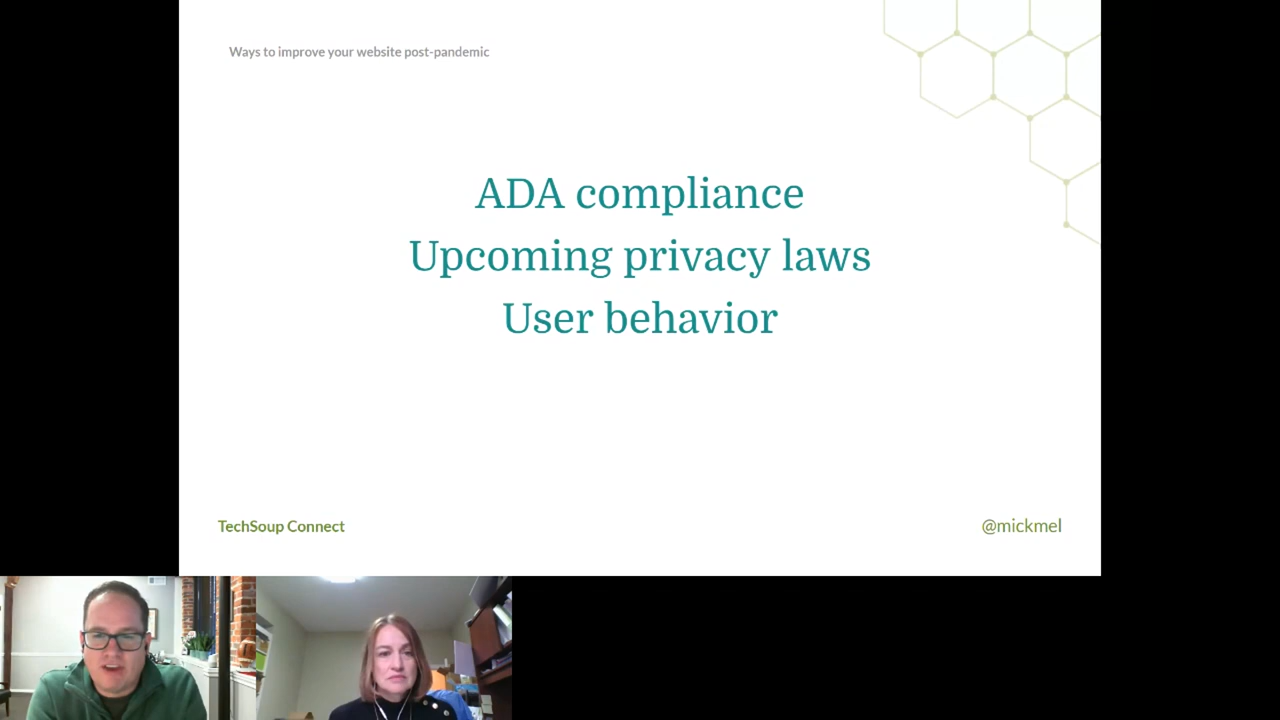 Ways to improve your website post-pandemic
ADA compliance
Upcoming privacy laws
User behavior
TechSoup Connect
@mickmel